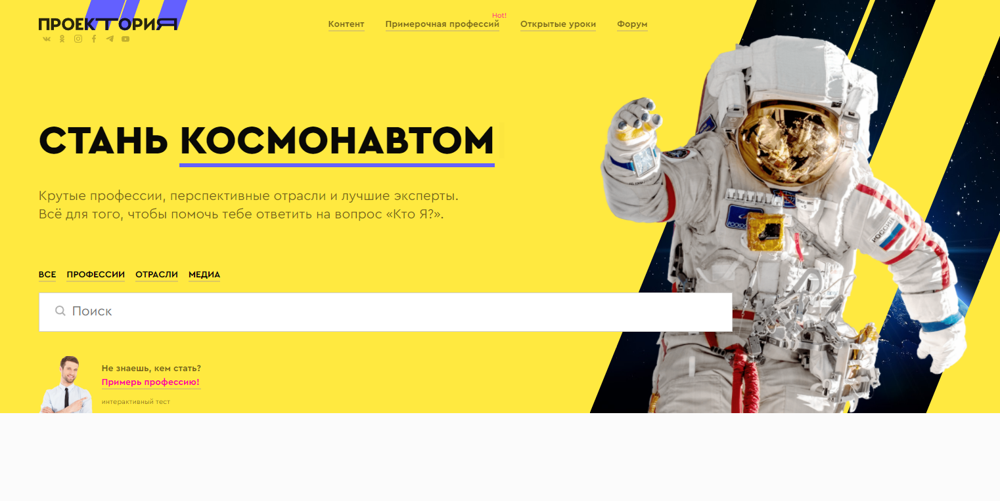 ПРОЕКТОРИЯ
Контент
Примерочная профессий
Hot!
Открытые уроки
Форум
СТАНЬ КОСМОНАВТОМ
Крутые профессии, перспективные отрасли и лучшие эксперты.
Всё для того, чтобы помочь тебе ответить на вопрос «Кто Я?».
ВСЕ ПРОФЕССИИ ОТРАСЛИ МЕДИА
Поиск
Не знаешь, кем стать?
Примерь профессию!
интерактивный тест
РОСКОС
РОССИЯ